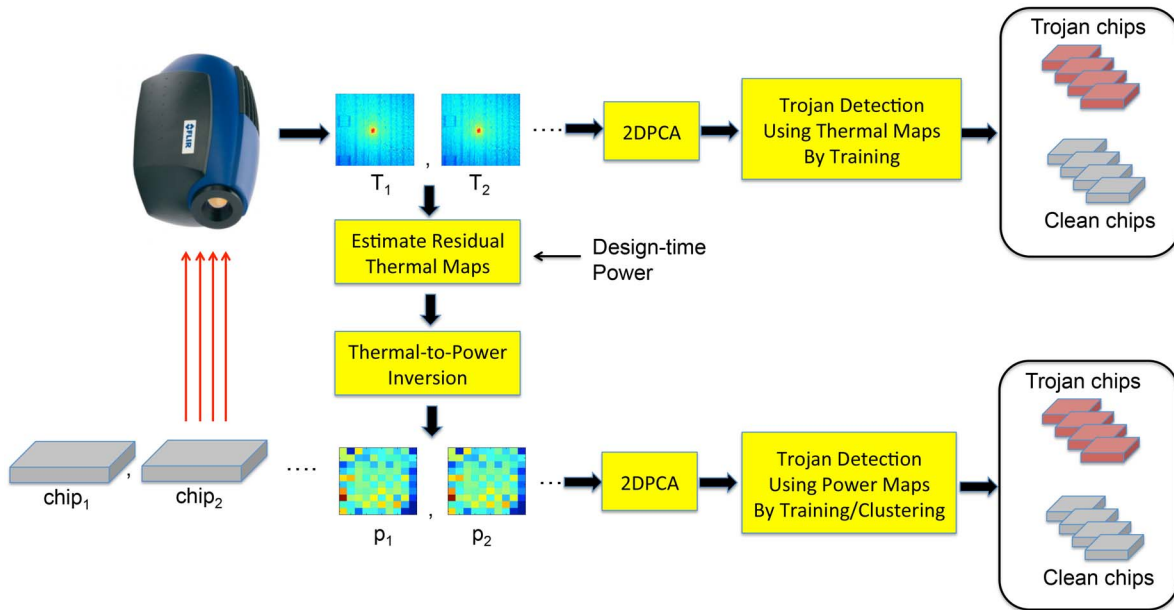 Trojan chips
FLIR
....
2DPCA
Trojan Detection
Using Thermal Maps
By Training
T1
,
T2
Clean chips
Estimate Residual
Thermal Maps
Design-time
Power
Thermal-to-Power
Inversion
Trojan chips
chip1
,
chip2
....
p1
,
p2
....
2DPCA
Trojan Detection
Using Power Maps
By Training/Clustering
Clean chips